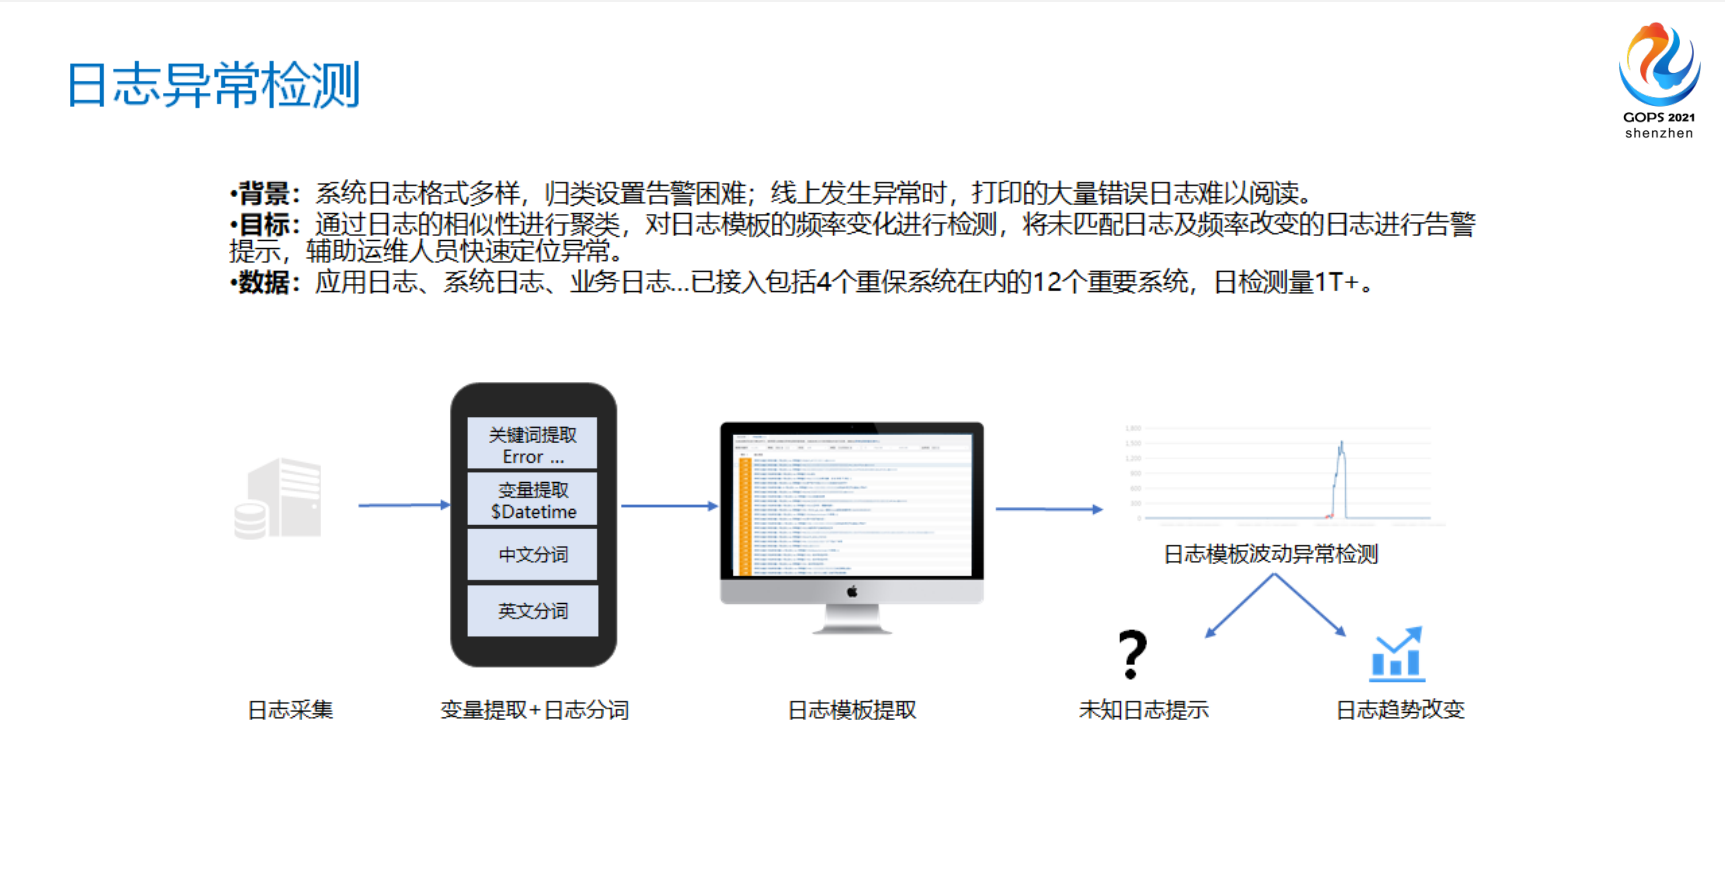 日志异常检测
GOPS 2021
shenzhen
•背景：系统日志格式多样，归类设置告警困难；线上发生异常时，打印的大量错误日志难以阅读。
•目标：通过日志的相似性进行聚类，对日志模板的频率变化进行检测，将未匹配日志及频率改变的日志进行告警
提示，辅助运维人员快速定位异常。
•数据：应用日志、系统日志、业务日志...已接入包括4个重保系统在内的12个重要系统，日检测量1T+。
关键词提取
Error ...
变量提取
$Datetime
中文分词
英文分词
1,800
1,500
1,200
900
600
300
0
日志模板波动异常检测
?
日志采集
变量提取+日志分词
日志模板提取
未知日志提示
日志趋势改变